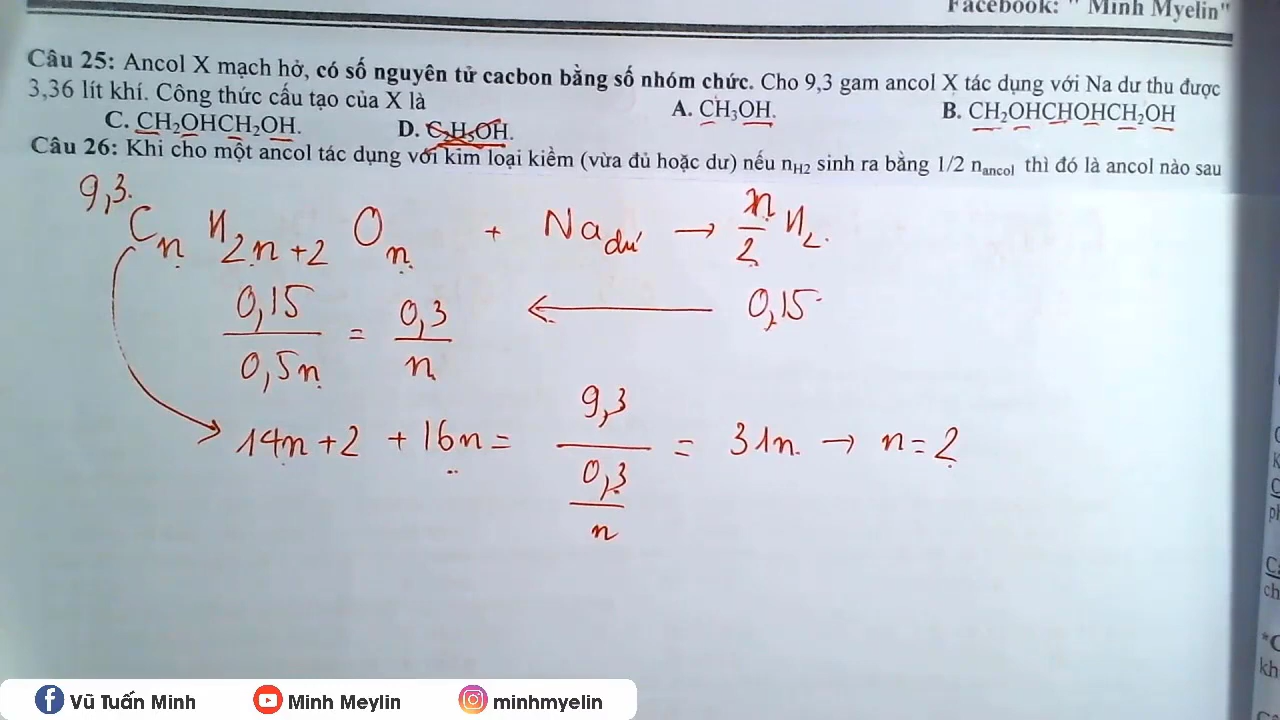 Facebook: " Minh Myelin"
Câu 25: Ancol X mạch hở, có số nguyên tử cacbon bằng số nhóm chức. Cho 9,3 gam ancol X tác dụng với Na dư thu được
3,36 lít khí. Công thức cấu tạo của X là A. CH3OH. B. CH2OHCHOHCH2OH
C. CH2OHCH2OH. D. C2H5OH.
Câu 26: Khi cho một ancol tác dụng với kim loại kiềm (vừa đủ hoặc dư) nếu nH2 sinh ra bằng 1/2 nancol thì đó là ancol nào sau
9,3.
CnH2n+2On + Na dư → n/2 H2.
0,15/0,5n = 0,3/n ← 0,15
14n+2 + 16n = 9,3/(0,3/n) = 31n → n=2
Vũ Tuấn Minh Minh Meylin minhmyelin